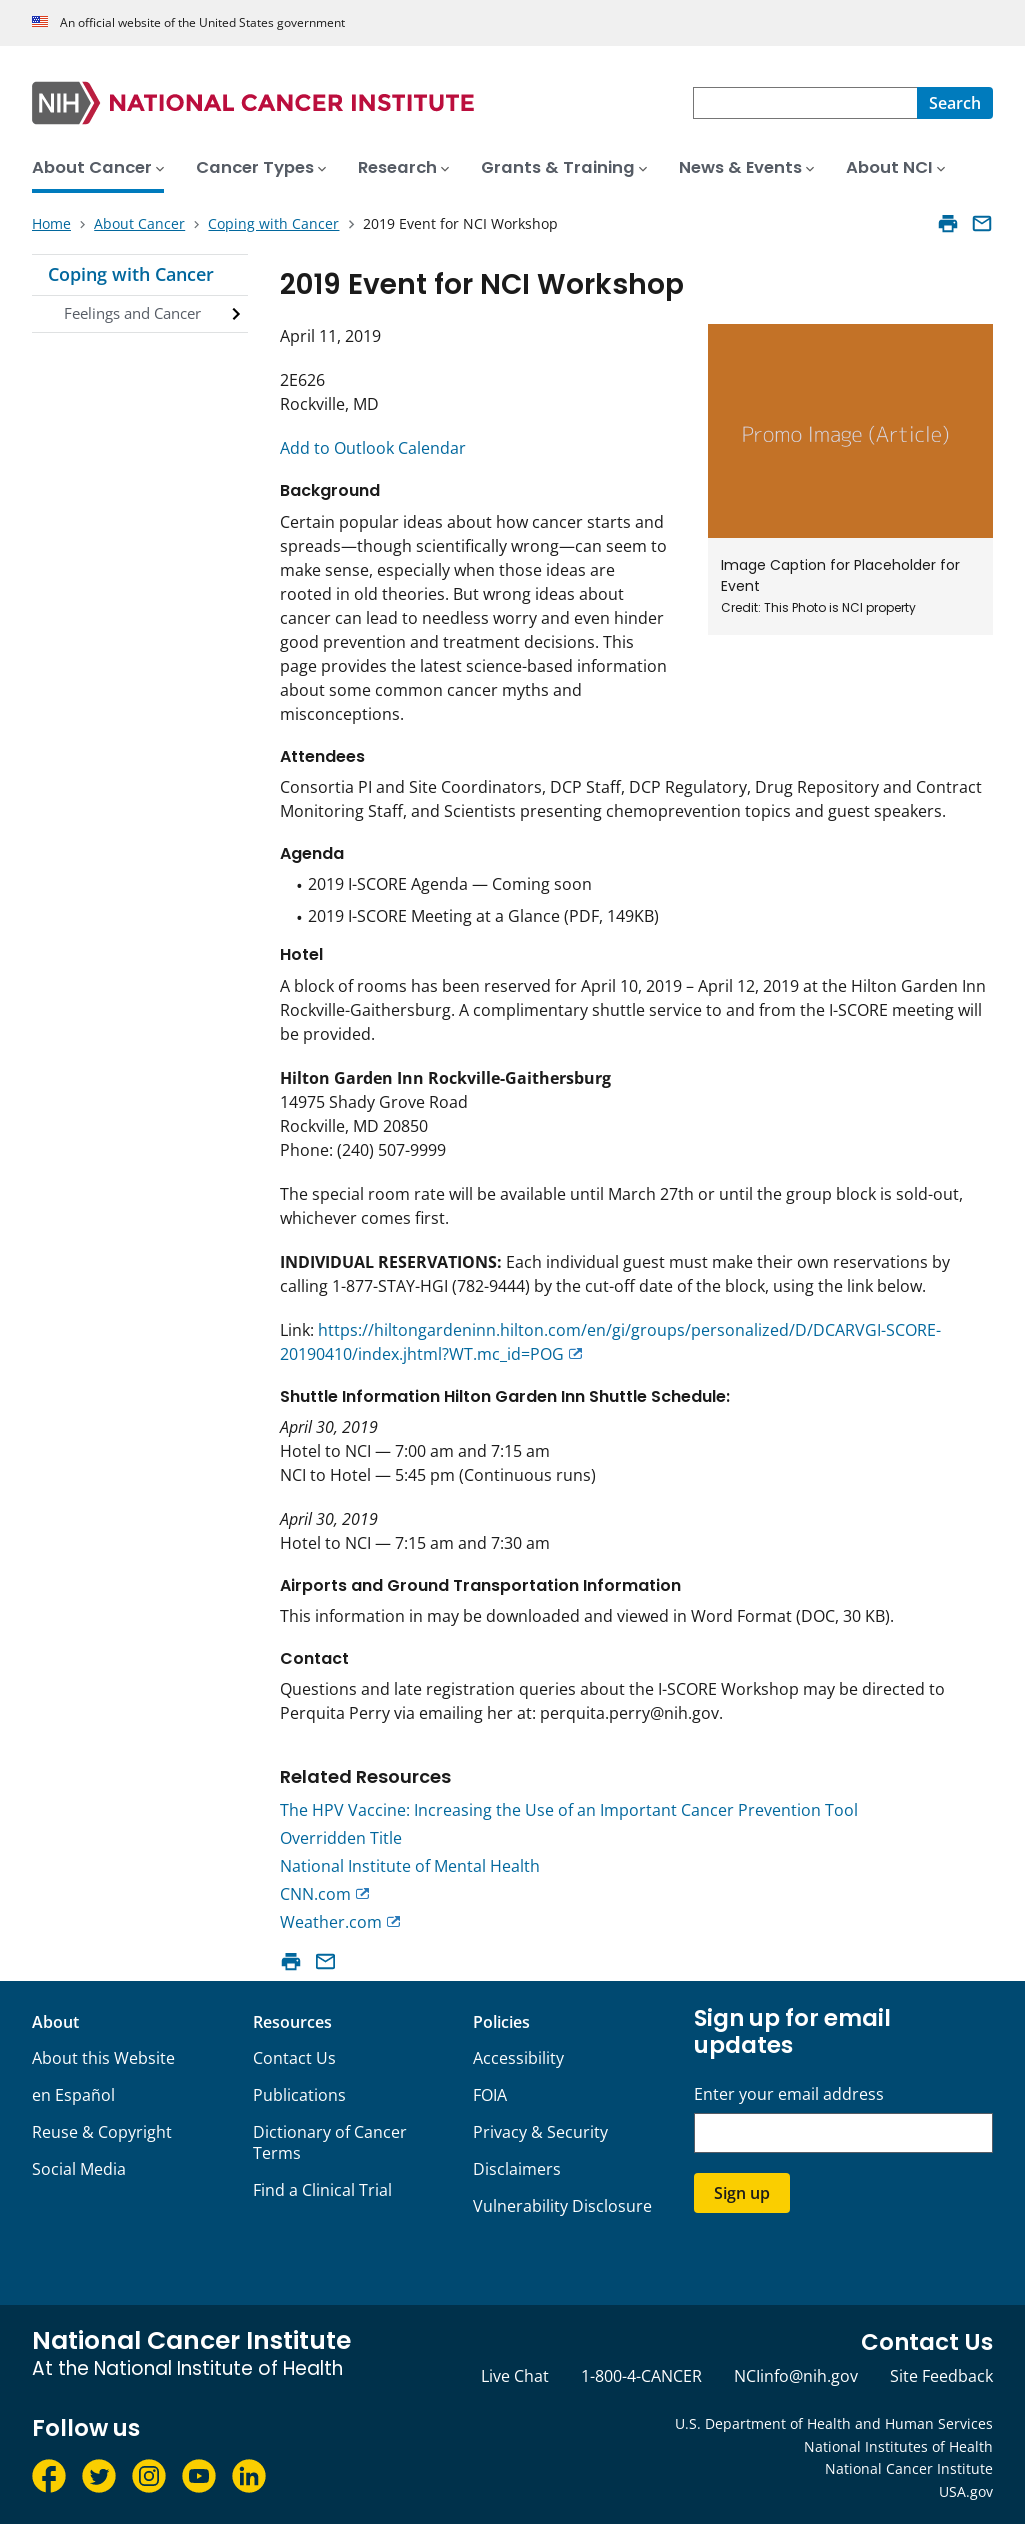 An official website of the United States government
NIH NATIONAL CANCER INSTITUTE
Search
About Cancer Cancer Types Research Grants & Training News & Events About NCI
Home About Cancer Coping with Cancer 2019 Event for NCI Workshop
Coping with Cancer
Feelings and Cancer
2019 Event for NCI Workshop
April 11, 2019
2E626
Rockville, MD
Add to Outlook Calendar
Promo Image (Article)
Image Caption for Placeholder for
Event
Credit: This Photo is NCI property
Background
Certain popular ideas about how cancer starts and
spreads—though scientifically wrong—can seem to
make sense, especially when those ideas are
rooted in old theories. But wrong ideas about
cancer can lead to needless worry and even hinder
good prevention and treatment decisions. This
page provides the latest science-based information
about some common cancer myths and
misconceptions.
Attendees
Consortia PI and Site Coordinators, DCP Staff, DCP Regulatory, Drug Repository and Contract
Monitoring Staff, and Scientists presenting chemoprevention topics and guest speakers.
Agenda
• 2019 I-SCORE Agenda — Coming soon
• 2019 I-SCORE Meeting at a Glance (PDF, 149KB)
Hotel
A block of rooms has been reserved for April 10, 2019 – April 12, 2019 at the Hilton Garden Inn
Rockville-Gaithersburg. A complimentary shuttle service to and from the I-SCORE meeting will
be provided.
Hilton Garden Inn Rockville-Gaithersburg
14975 Shady Grove Road
Rockville, MD 20850
Phone: (240) 507-9999
The special room rate will be available until March 27th or until the group block is sold-out,
whichever comes first.
INDIVIDUAL RESERVATIONS: Each individual guest must make their own reservations by
calling 1-877-STAY-HGI (782-9444) by the cut-off date of the block, using the link below.
Link: https://hiltongardeninn.hilton.com/en/gi/groups/personalized/D/DCARVGI-SCORE-
20190410/index.jhtml?WT.mc_id=POG
Shuttle Information Hilton Garden Inn Shuttle Schedule:
April 30, 2019
Hotel to NCI — 7:00 am and 7:15 am
NCI to Hotel — 5:45 pm (Continuous runs)
April 30, 2019
Hotel to NCI — 7:15 am and 7:30 am
Airports and Ground Transportation Information
This information in may be downloaded and viewed in Word Format (DOC, 30 KB).
Contact
Questions and late registration queries about the I-SCORE Workshop may be directed to
Perquita Perry via emailing her at: perquita.perry@nih.gov.
Related Resources
The HPV Vaccine: Increasing the Use of an Important Cancer Prevention Tool
Overridden Title
National Institute of Mental Health
CNN.com
Weather.com
About
About this Website
en Español
Reuse & Copyright
Social Media
Resources
Contact Us
Publications
Dictionary of Cancer
Terms
Find a Clinical Trial
Policies
Accessibility
FOIA
Privacy & Security
Disclaimers
Vulnerability Disclosure
Sign up for email
updates
Enter your email address
Sign up
National Cancer Institute
At the National Institute of Health
Follow us
Contact Us
Live Chat 1-800-4-CANCER NCIinfo@nih.gov Site Feedback
U.S. Department of Health and Human Services
National Institutes of Health
National Cancer Institute
USA.gov